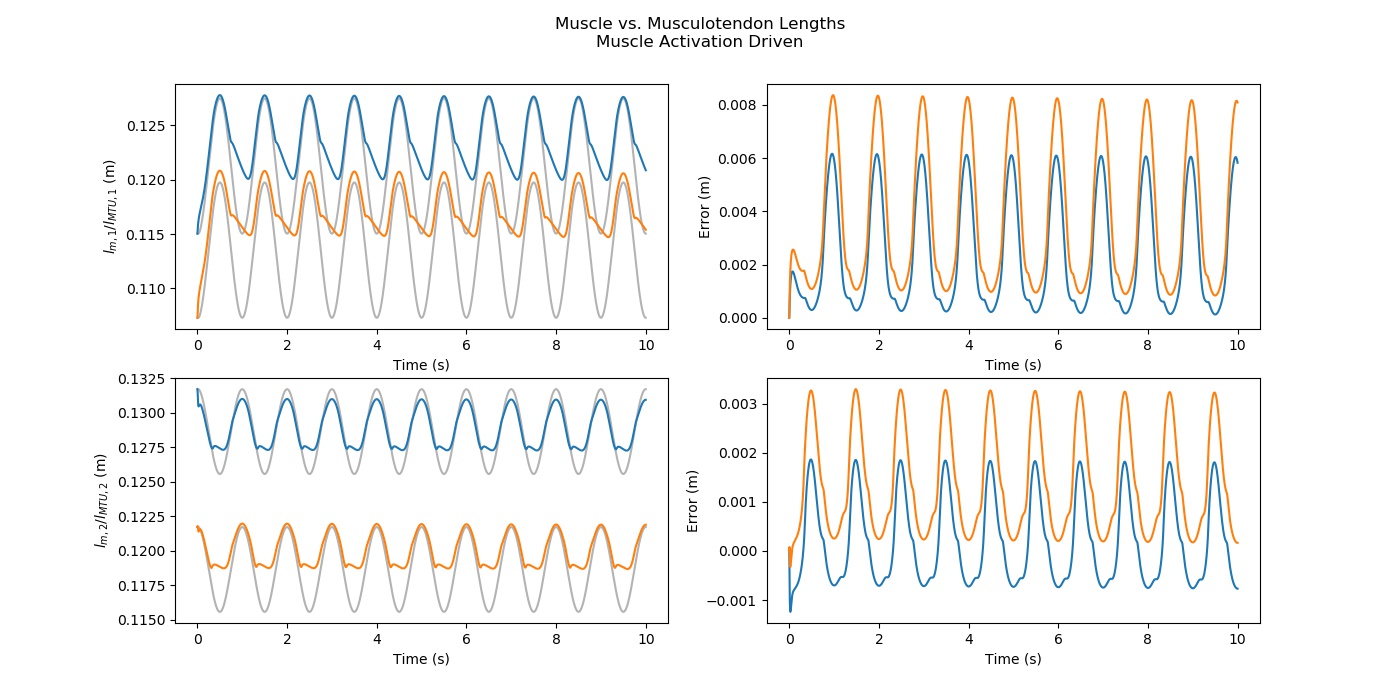 Muscle vs. Musculotendon Lengths
Muscle Activation Driven
l_{m,1}/l_{MTU,1} (m)
0.125
0.120
0.115
0.110
0 2 4 6 8 10
Time (s)
Error (m)
0.008
0.006
0.004
0.002
0.000
0 2 4 6 8 10
Time (s)
l_{m,2}/l_{MTU,2} (m)
0.1325
0.1300
0.1275
0.1250
0.1225
0.1200
0.1175
0.1150
0 2 4 6 8 10
Time (s)
Error (m)
0.003
0.002
0.001
0.000
−0.001
0 2 4 6 8 10
Time (s)